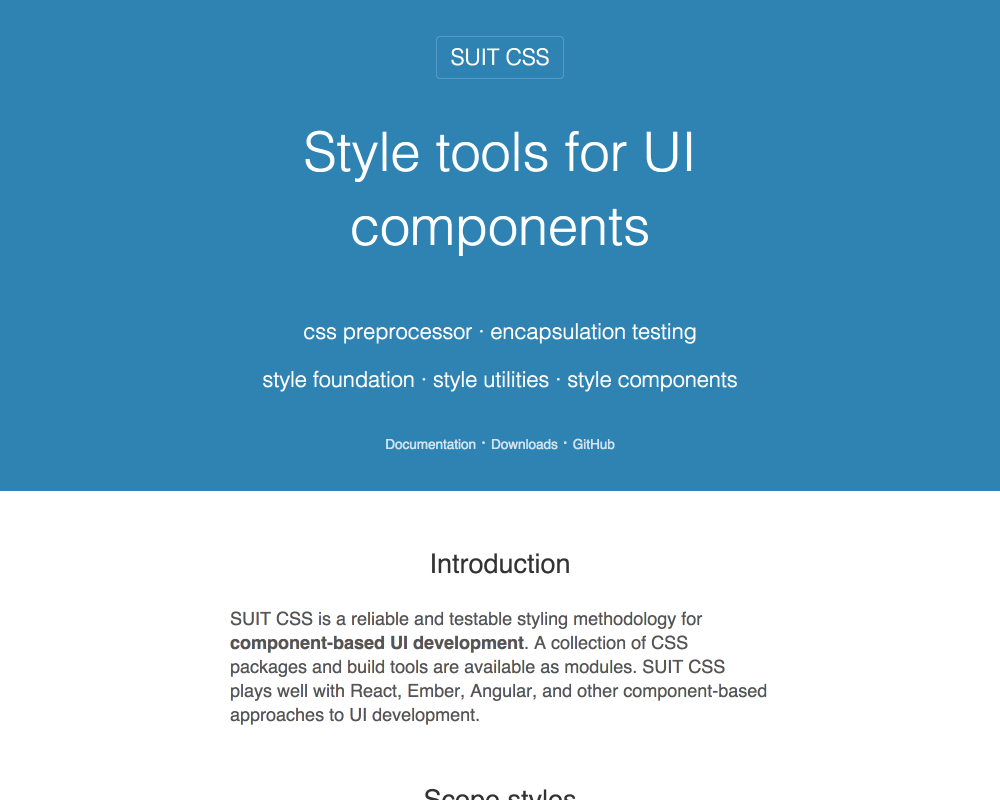 SUIT CSS
Style tools for UI
components
css preprocessor · encapsulation testing
style foundation · style utilities · style components
Documentation · Downloads · GitHub
Introduction
SUIT CSS is a reliable and testable styling methodology for
component-based UI development. A collection of CSS
packages and build tools are available as modules. SUIT CSS
plays well with React, Ember, Angular, and other component-based
approaches to UI development.
Scope styles